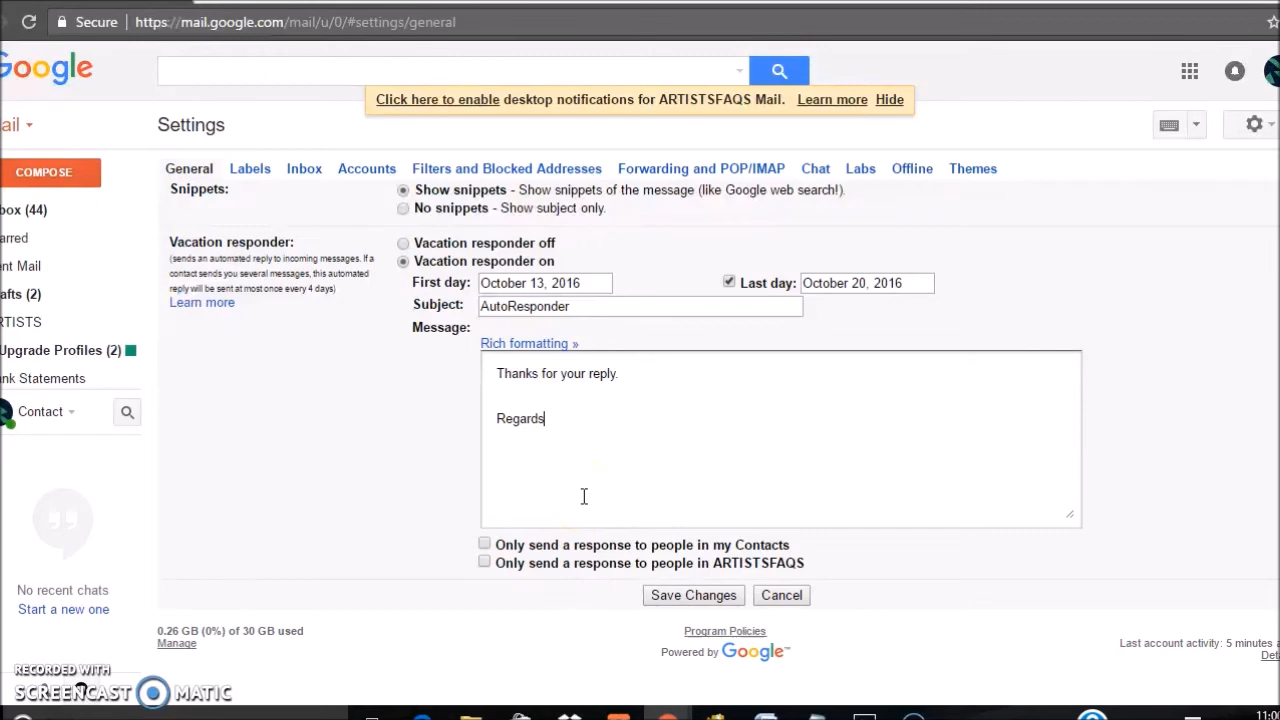 Secure https://mail.google.com/mail/u/0/#settings/general
Google
Click here to enable desktop notifications for ARTISTSFAQS Mail. Learn more Hide
ail
Settings
COMPOSE
General Labels Inbox Accounts Filters and Blocked Addresses Forwarding and POP/IMAP Chat Labs Offline Themes
Snippets:
Show snippets - Show snippets of the message (like Google web search!).
No snippets - Show subject only.
box (44)
arred
ent Mail
afts (2)
RTISTS
Upgrade Profiles (2)
nk Statements
Contact
Vacation responder:
(sends an automated reply to incoming messages. If a
contact sends you several messages, this automated
reply will be sent at most once every 4 days)
Learn more
Vacation responder off
Vacation responder on
First day: October 13, 2016 Last day: October 20, 2016
Subject: AutoResponder
Message:
Rich formatting »
Thanks for your reply.
Regards
Only send a response to people in my Contacts
Only send a response to people in ARTISTSFAQS
Save Changes Cancel
No recent chats
Start a new one
0.26 GB (0%) of 30 GB used
Manage
Program Policies
Powered by Google™
Last account activity: 5 minutes a
Deta
RECORDED WITH
SCREENCAST MATIC